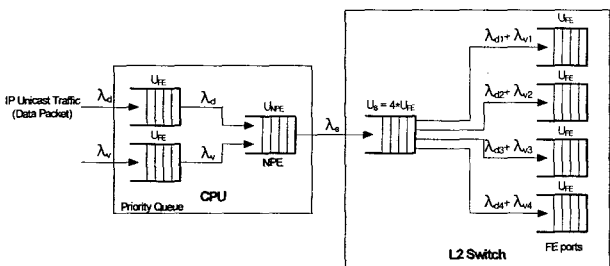 IP Unicast Traffic
(Data Packet)
λd
λv
UFE
UFE
λd
λv
UNPE
NPE
CPU
Priority Queue
λs
Us = 4*UFE
λd1+ λv1
λd2+ λv2
λd3+ λv3
λd4+ λv4
UFE
UFE
UFE
UFE
FE ports
L2 Switch